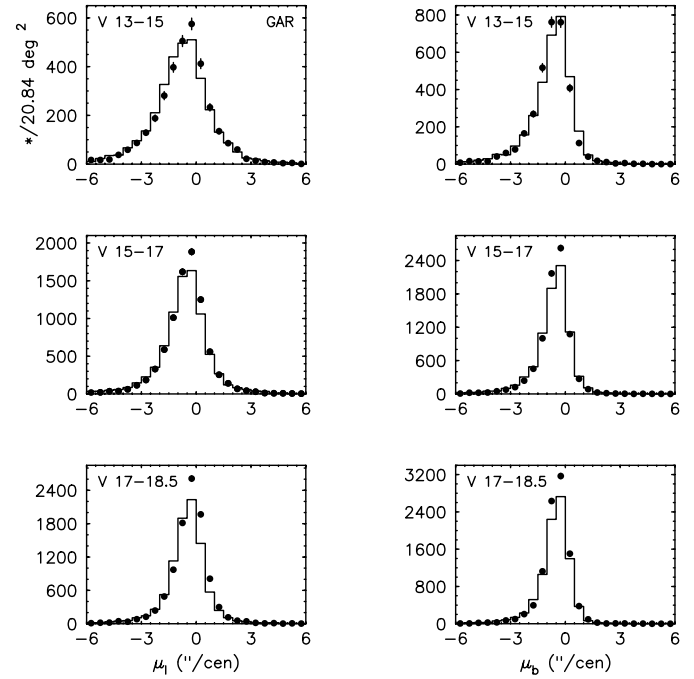 V 13−15 GAR
V 13−15
*/20.84 deg ²
600
400
200
0
−6 −3 0 3 6
800
600
400
200
0
−6 −3 0 3 6
V 15−17
V 15−17
2000
1500
1000
500
0
−6 −3 0 3 6
2400
1800
1200
600
0
−6 −3 0 3 6
V 17−18.5
V 17−18.5
2400
1800
1200
600
0
−6 −3 0 3 6
μl ("/cen)
3200
2400
1600
800
0
−6 −3 0 3 6
μb ("/cen)